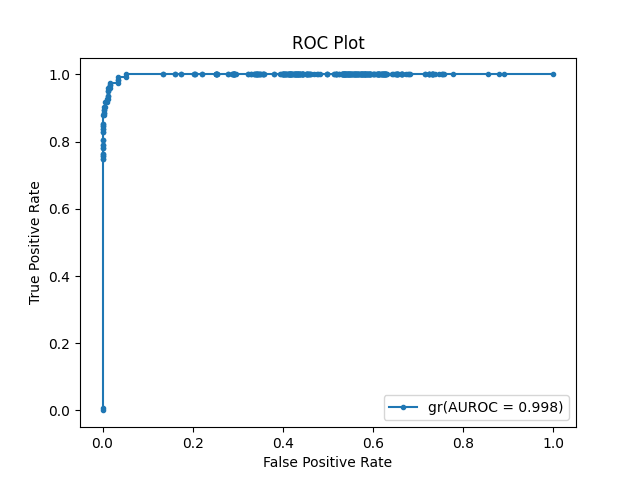 ROC Plot
True Positive Rate
1.0
0.8
0.6
0.4
0.2
0.0
gr(AUROC = 0.998)
0.0 0.2 0.4 0.6 0.8 1.0
False Positive Rate